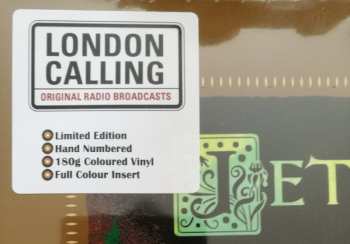 LONDON
CALLING
ORIGINAL RADIO BROADCASTS
Limited Edition
Hand Numbered
180g Coloured Vinyl
Full Colour Insert
JET